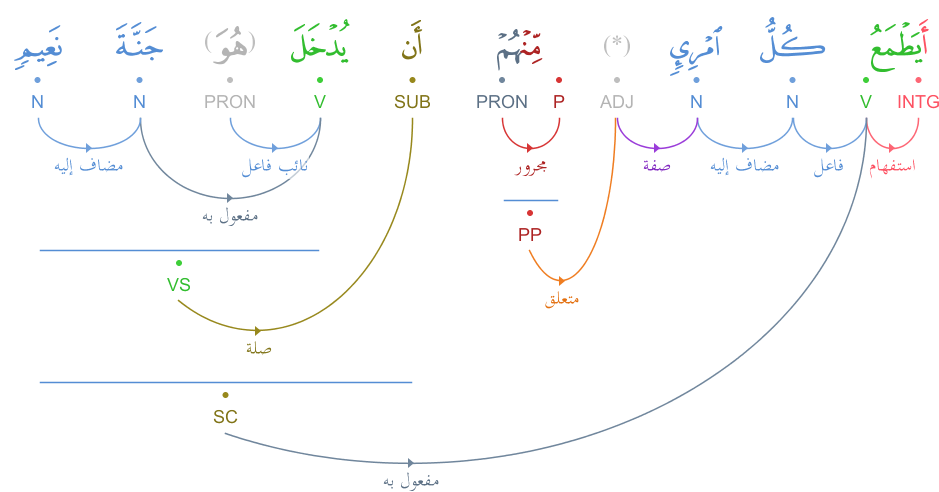 أَيَطْمَعُ كُلُّ ٱمْرِئٍ (*) مِّنْهُمْ أَن يُدْخَلَ (هُوَ) جَنَّةَ نَعِيمٍ
INTG V N N ADJ P PRON SUB V PRON N N
استفهام فاعل مضاف إليه صفة مجرور نائب فاعل مضاف إليه
مفعول به
PP
VS
متعلق
صلة
SC
مفعول به